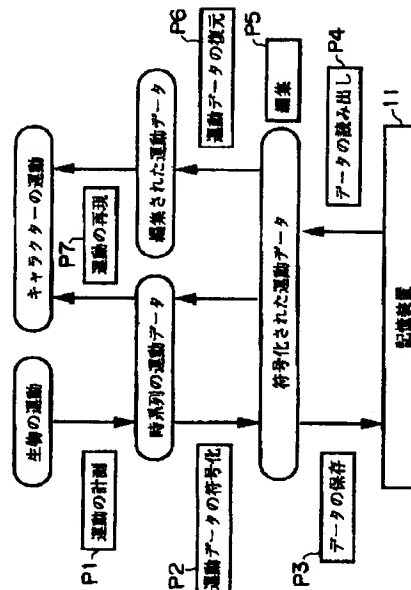 生物の運動
キャラクターの運動
P1
運動の計測
P7
運動の再現
時系列の運動データ
編集された運動データ
P2
運動データの符号化
P6
運動データの復元
符号化された運動データ
P5
編集
P3
データの保存
P4
データの読み出し
記憶装置
11